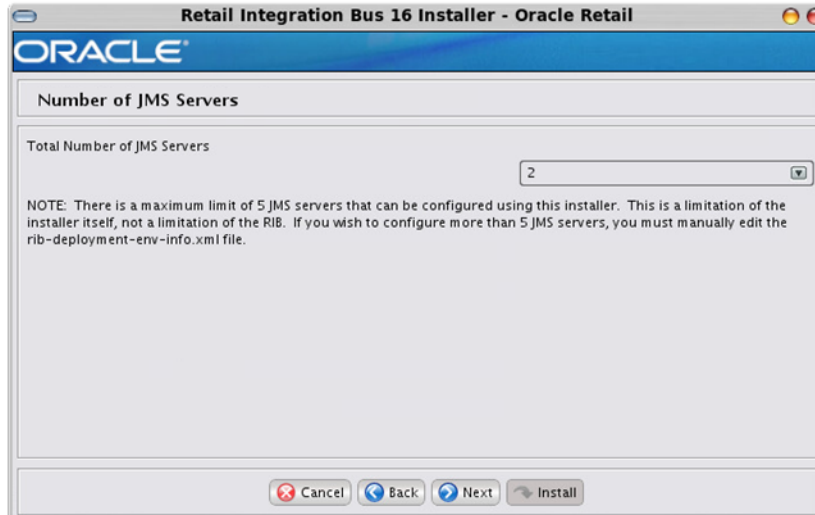 Retail Integration Bus 16 Installer - Oracle Retail
ORACLE
Number of JMS Servers
Total Number of JMS Servers
2
NOTE: There is a maximum limit of 5 JMS servers that can be configured using this installer. This is a limitation of the
installer itself, not a limitation of the RIB. If you wish to configure more than 5 JMS servers, you must manually edit the
rib-deployment-env-info.xml file.
Cancel Back Next Install